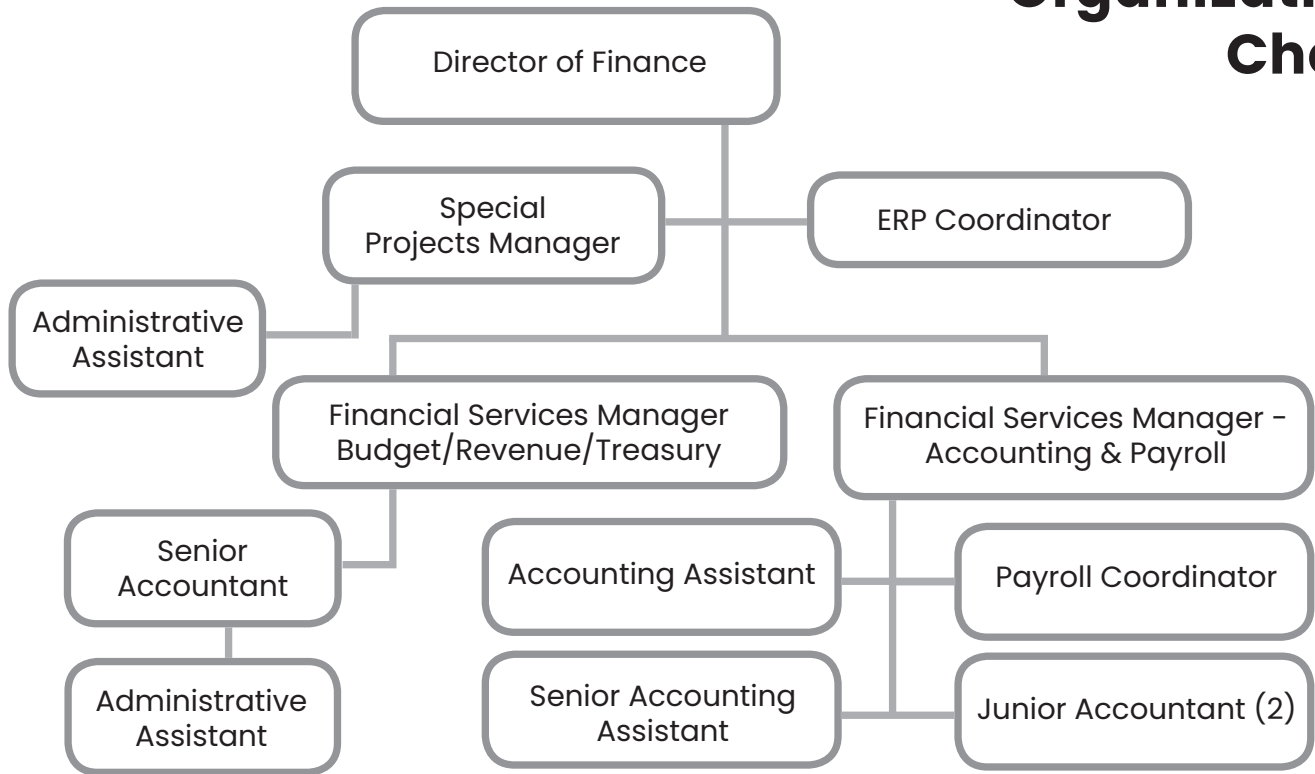 Director of Finance
Special
Projects Manager
ERP Coordinator
Administrative
Assistant
Financial Services Manager
Budget/Revenue/Treasury
Financial Services Manager -
Accounting & Payroll
Senior
Accountant
Accounting Assistant
Payroll Coordinator
Administrative
Assistant
Senior Accounting
Assistant
Junior Accountant (2)